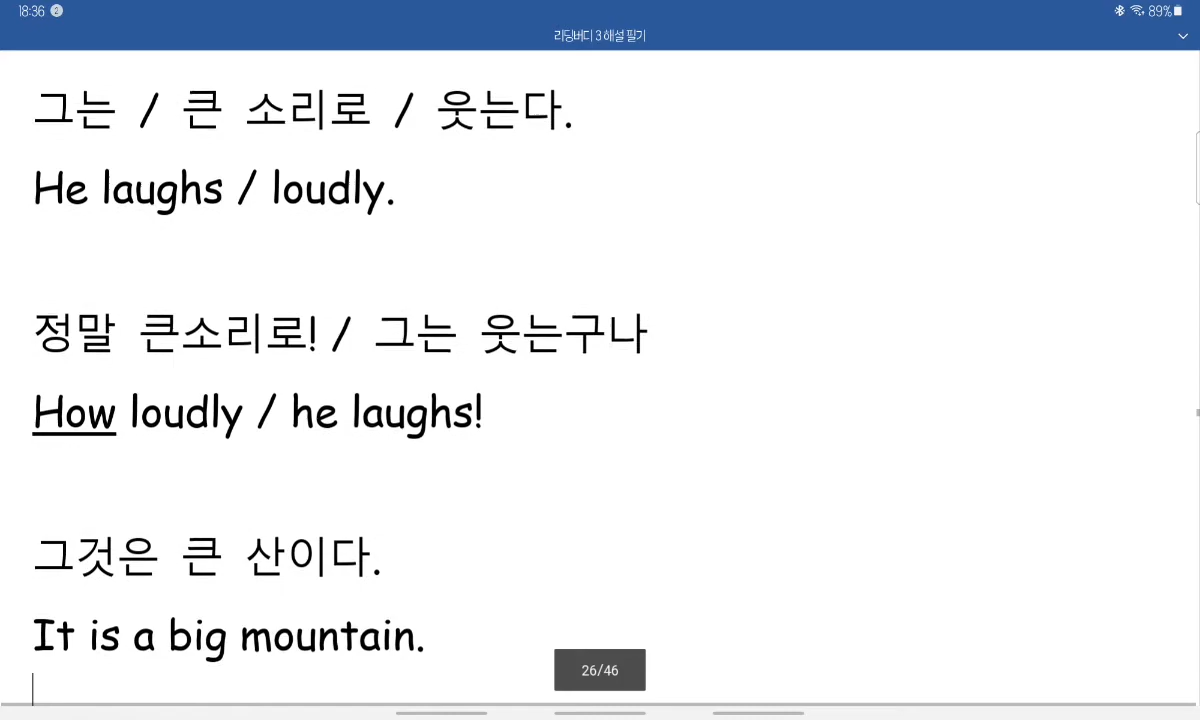 18:36 2
89%
리딩버디 3 해설 필기
그는 / 큰 소리로 / 웃는다.
He laughs / loudly.
정말 큰소리로! / 그는 웃는구나
How loudly / he laughs!
그것은 큰 산이다.
It is a big mountain.
26/46